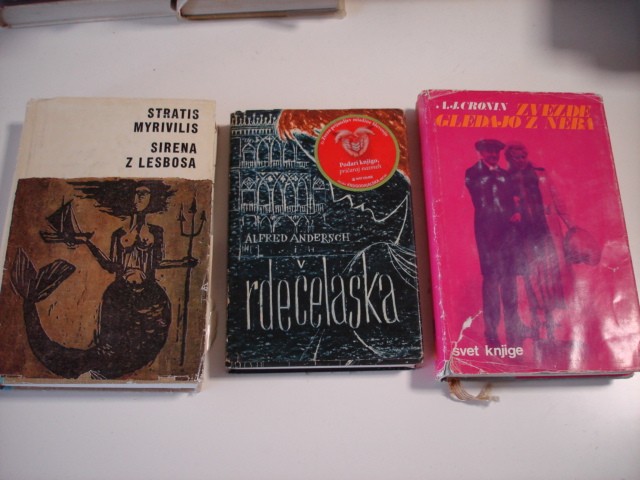 STRATIS
MYRIVILIS
SIRENA
Z LESBOSA
Podari knjigo,
ALFRED ANDERSCH
rdečelaska
A.J.CRONIN
ZVEZDE
GLEDAJO Z NEBA
svet knjige